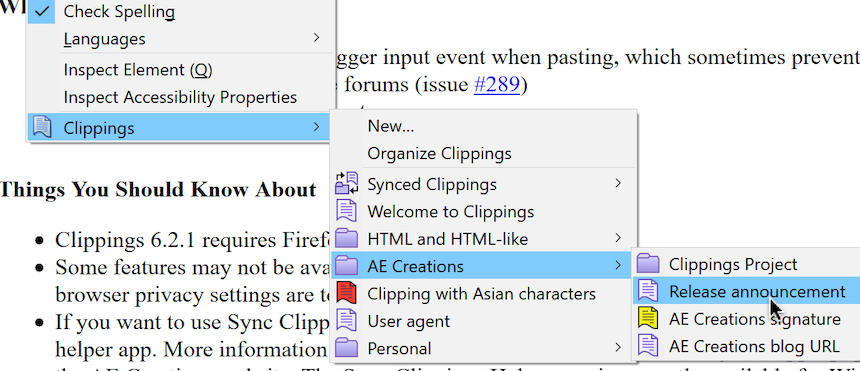 Wh
Check Spelling
Languages
Inspect Element (Q)
Inspect Accessibility Properties
Clippings
gger input event when pasting, which sometimes prevent
forums (issue #289)
New...
Organize Clippings
Synced Clippings
Welcome to Clippings
HTML and HTML-like
AE Creations
Clipping with Asian characters
User agent
Personal
Clippings Project
Release announcement
AE Creations signature
AE Creations blog URL
Things You Should Know About
Clippings 6.2.1 requires Firef
Some features may not be ava
browser privacy settings are t
If you want to use Sync Clipp
helper app. More information